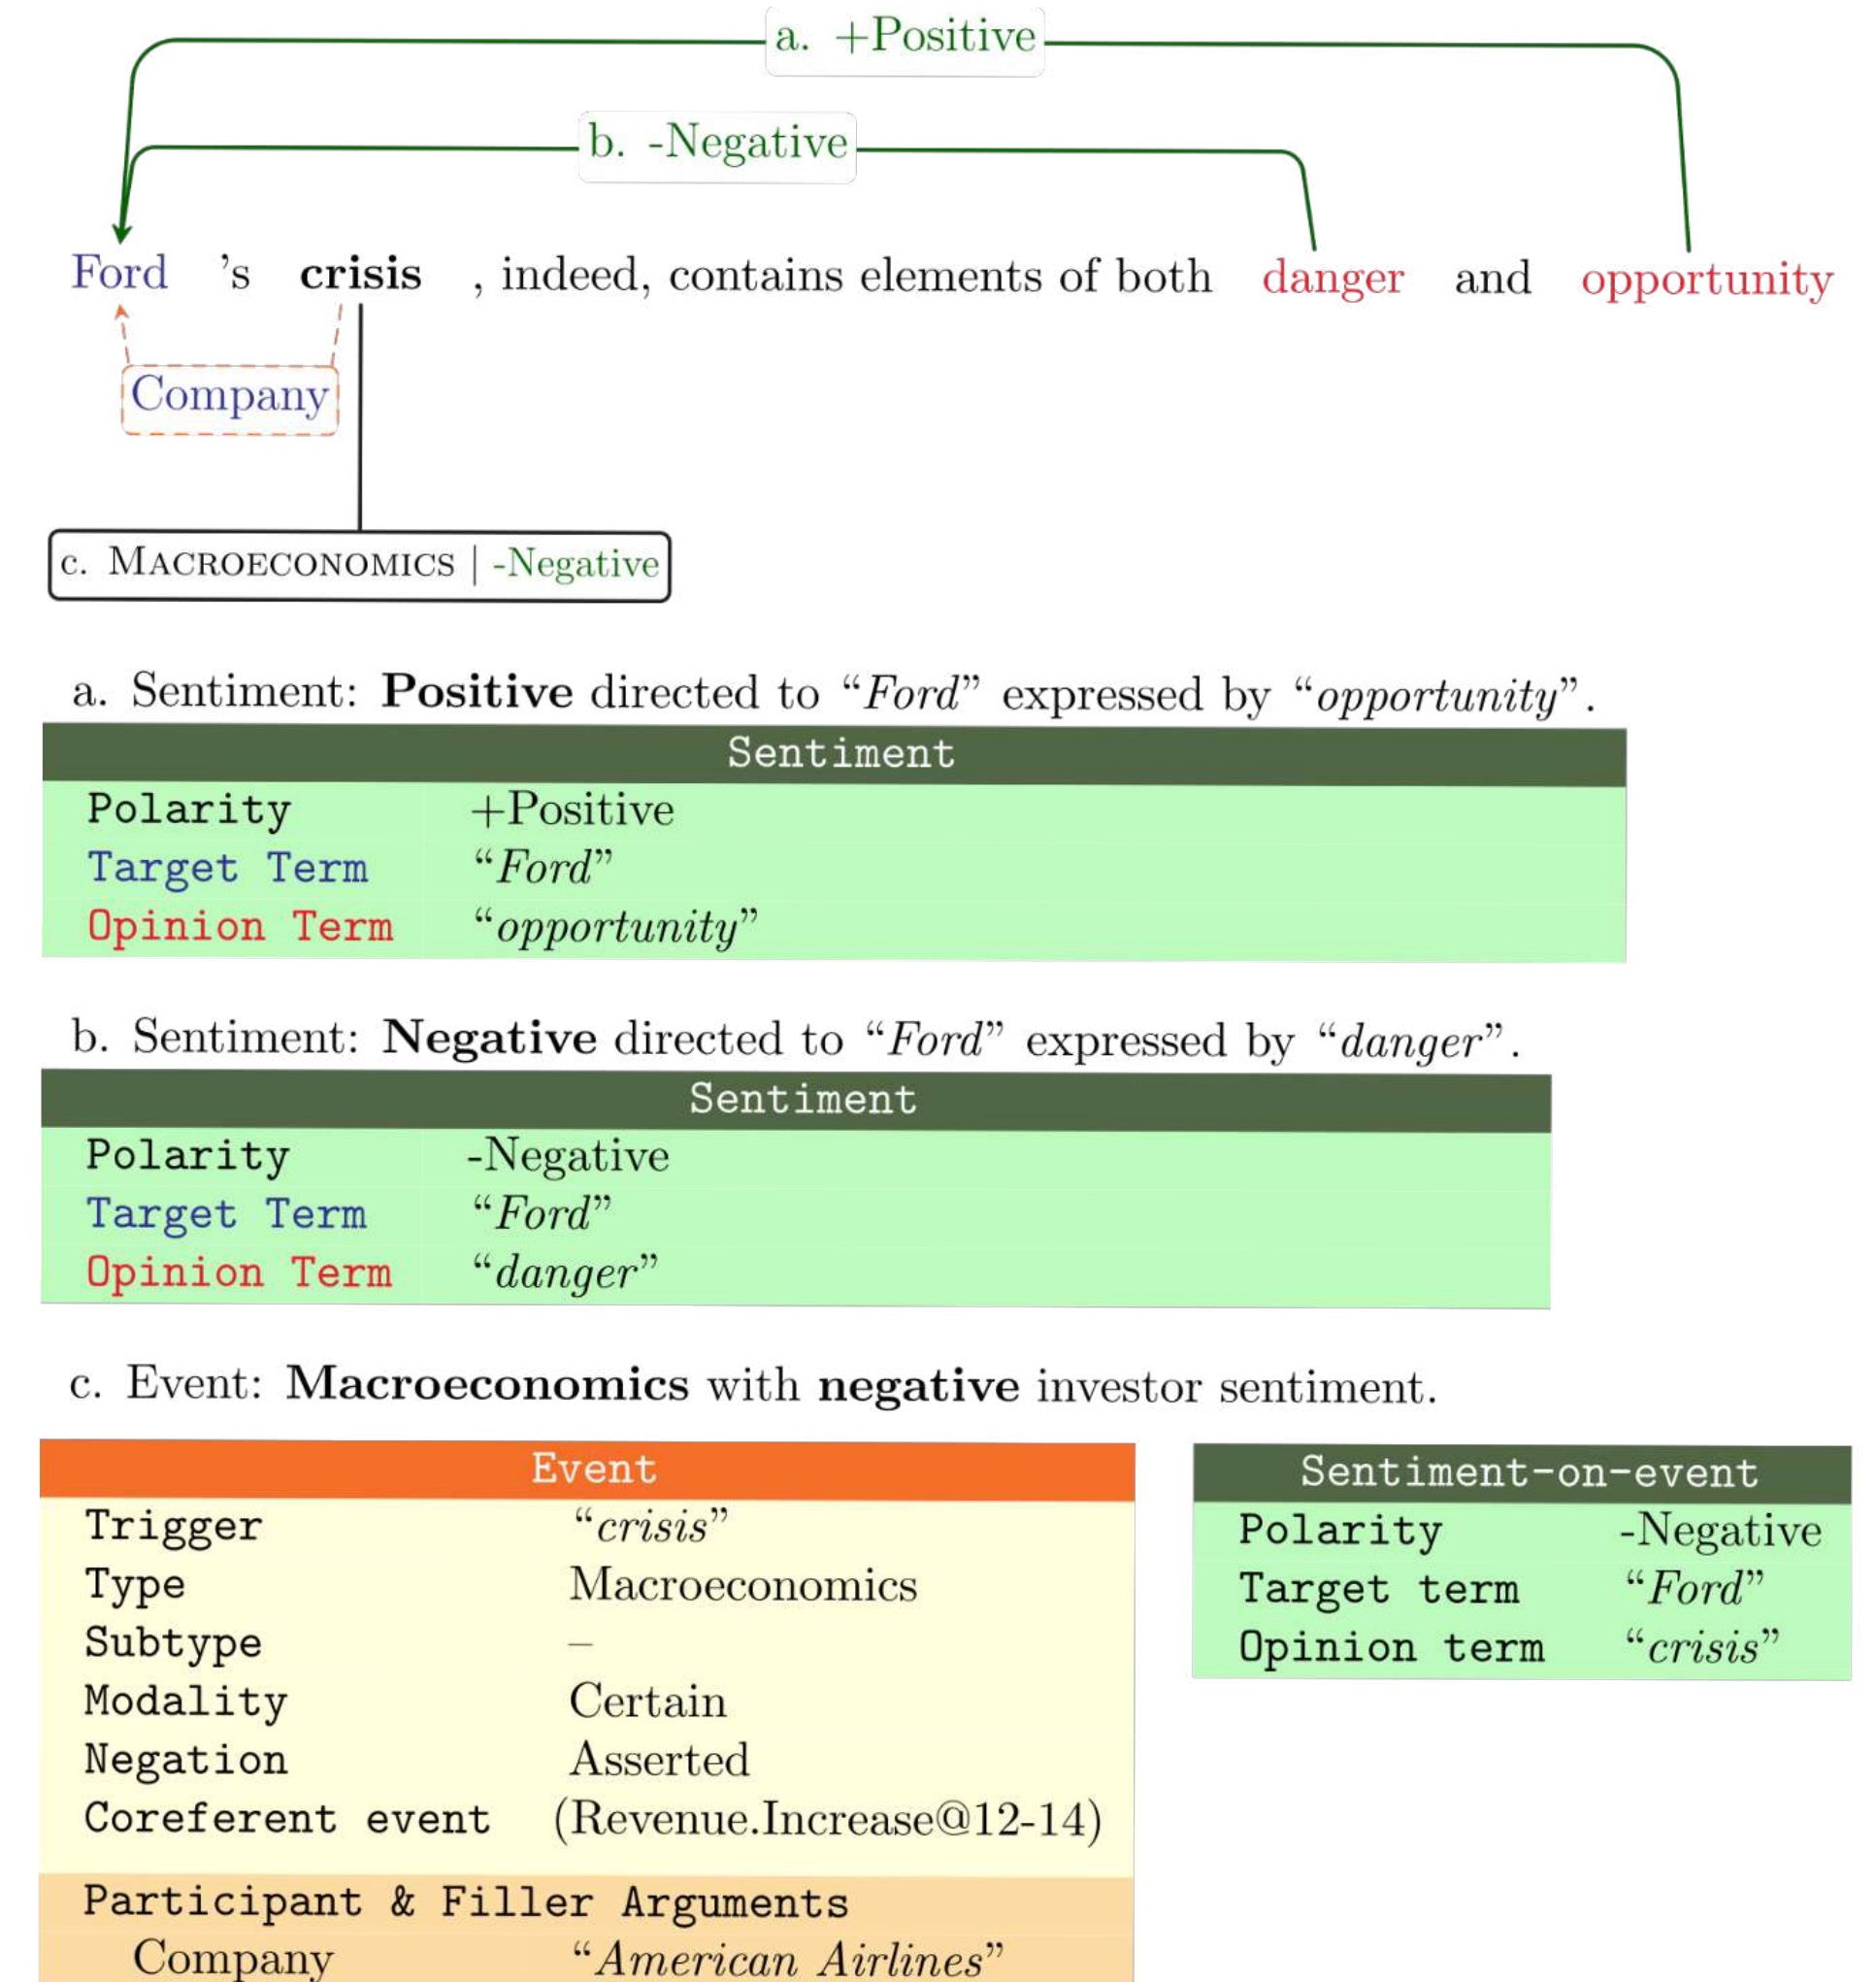 a. +Positive
b. -Negative
Ford 's crisis , indeed, contains elements of both danger and opportunity
Company
c. MACROECONOMICS | -Negative
a. Sentiment: Positive directed to “Ford” expressed by “opportunity”.
Sentiment
Polarity +Positive
Target Term “Ford”
Opinion Term “opportunity”
b. Sentiment: Negative directed to “Ford” expressed by “danger”.
Sentiment
Polarity -Negative
Target Term “Ford”
Opinion Term “danger”
c. Event: Macroeconomics with negative investor sentiment.
Event
Trigger “crisis”
Type Macroeconomics
Subtype –
Modality Certain
Negation Asserted
Coreferent event (Revenue.Increase@12-14)
Participant & Filler Arguments
Company “American Airlines”
Sentiment-on-event
Polarity -Negative
Target term “Ford”
Opinion term “crisis”